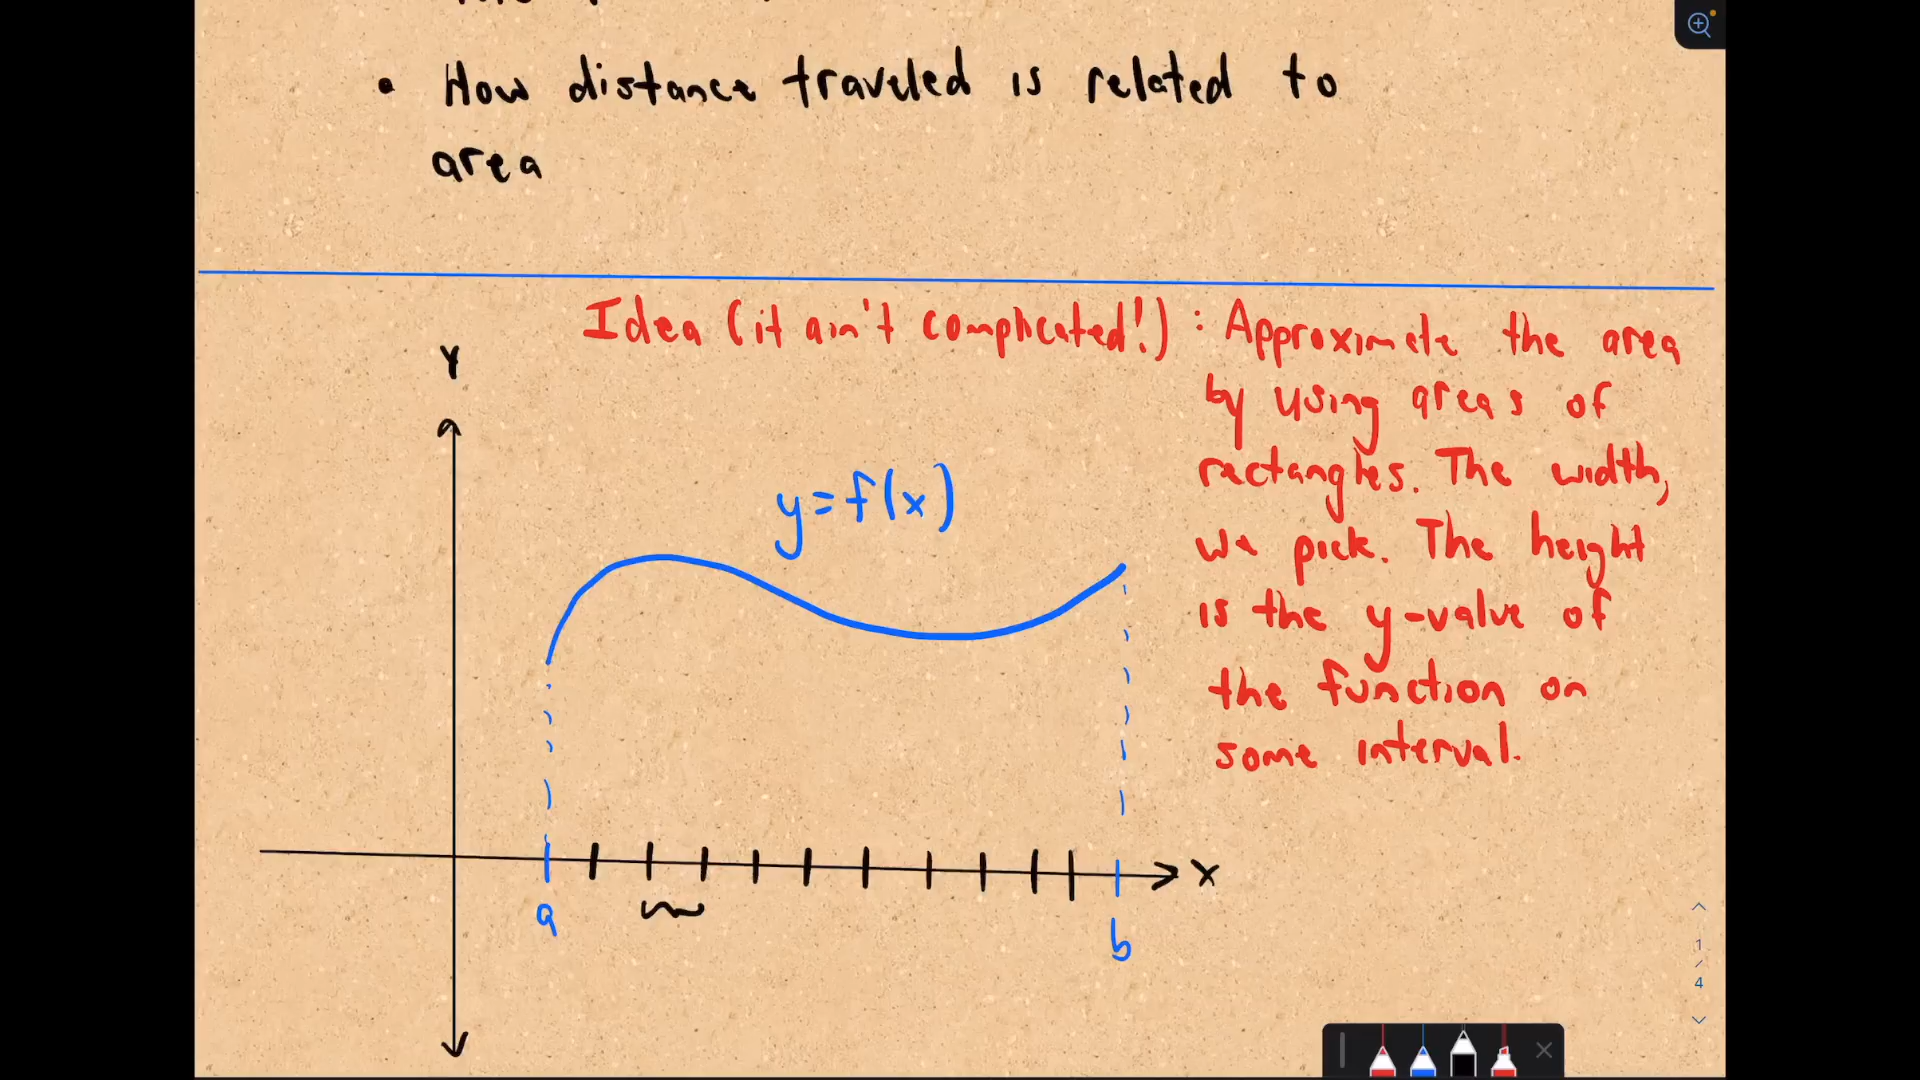 • How distance traveled is related to
area
Idea (it ain't complicated!) : Approximate the area
by using areas of
rectangles. The width,
we pick. The height
is the y-value of
the function on
some interval.
Y
y=f(x)
X
a
b
1
/
4